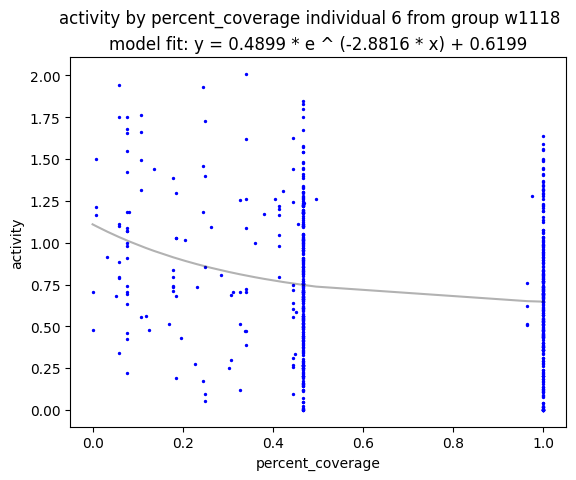 activity by percent_coverage individual 6 from group w1118
model fit: y = 0.4899 * e ^ (-2.8816 * x) + 0.6199
2.00
1.75
1.50
1.25
1.00
0.75
0.50
0.25
0.00
activity
0.0 0.2 0.4 0.6 0.8 1.0
percent_coverage